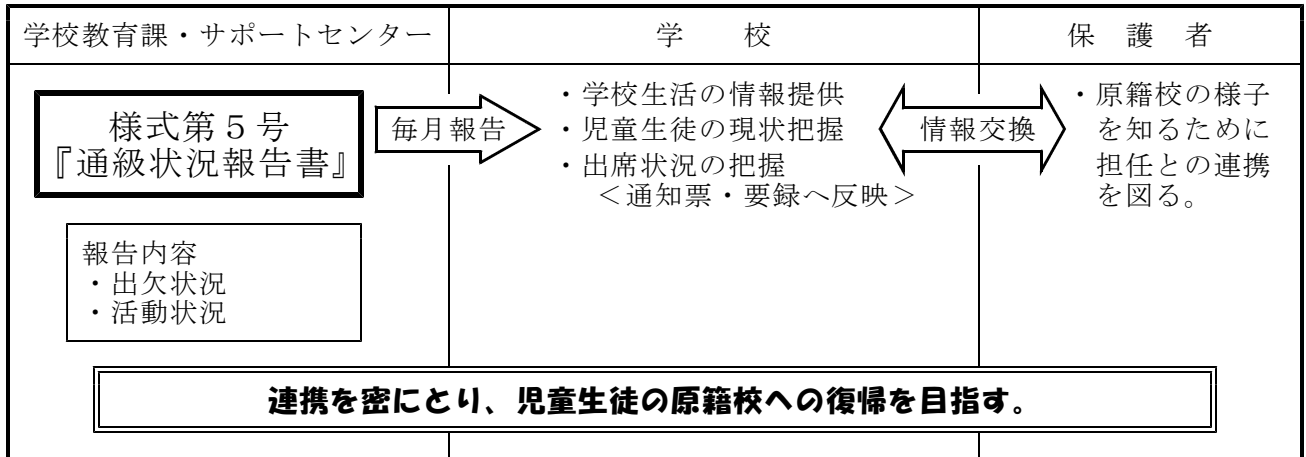 学校教育課・サポートセンター
学　　校
保　護　者
様式第５号
『通級状況報告書』
毎月報告
・学校生活の情報提供
・児童生徒の現状把握
・出席状況の把握
＜通知票・要録へ反映＞
情報交換
・原籍校の様子
を知るために
担任との連携
を図る。
報告内容
・出欠状況
・活動状況
連携を密にとり、児童生徒の原籍校への復帰を目指す。